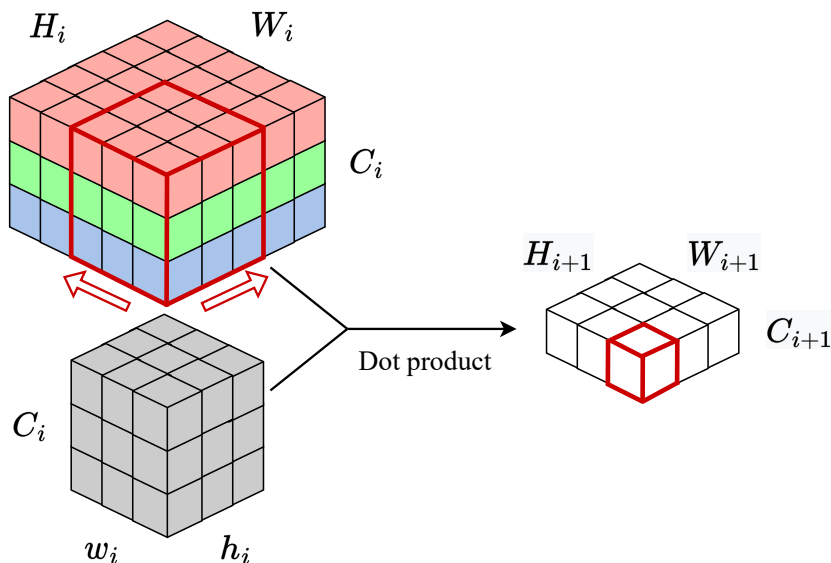 H_i
W_i
C_i
H_{i+1}
W_{i+1}
C_{i+1}
Dot product
C_i
w_i
h_i